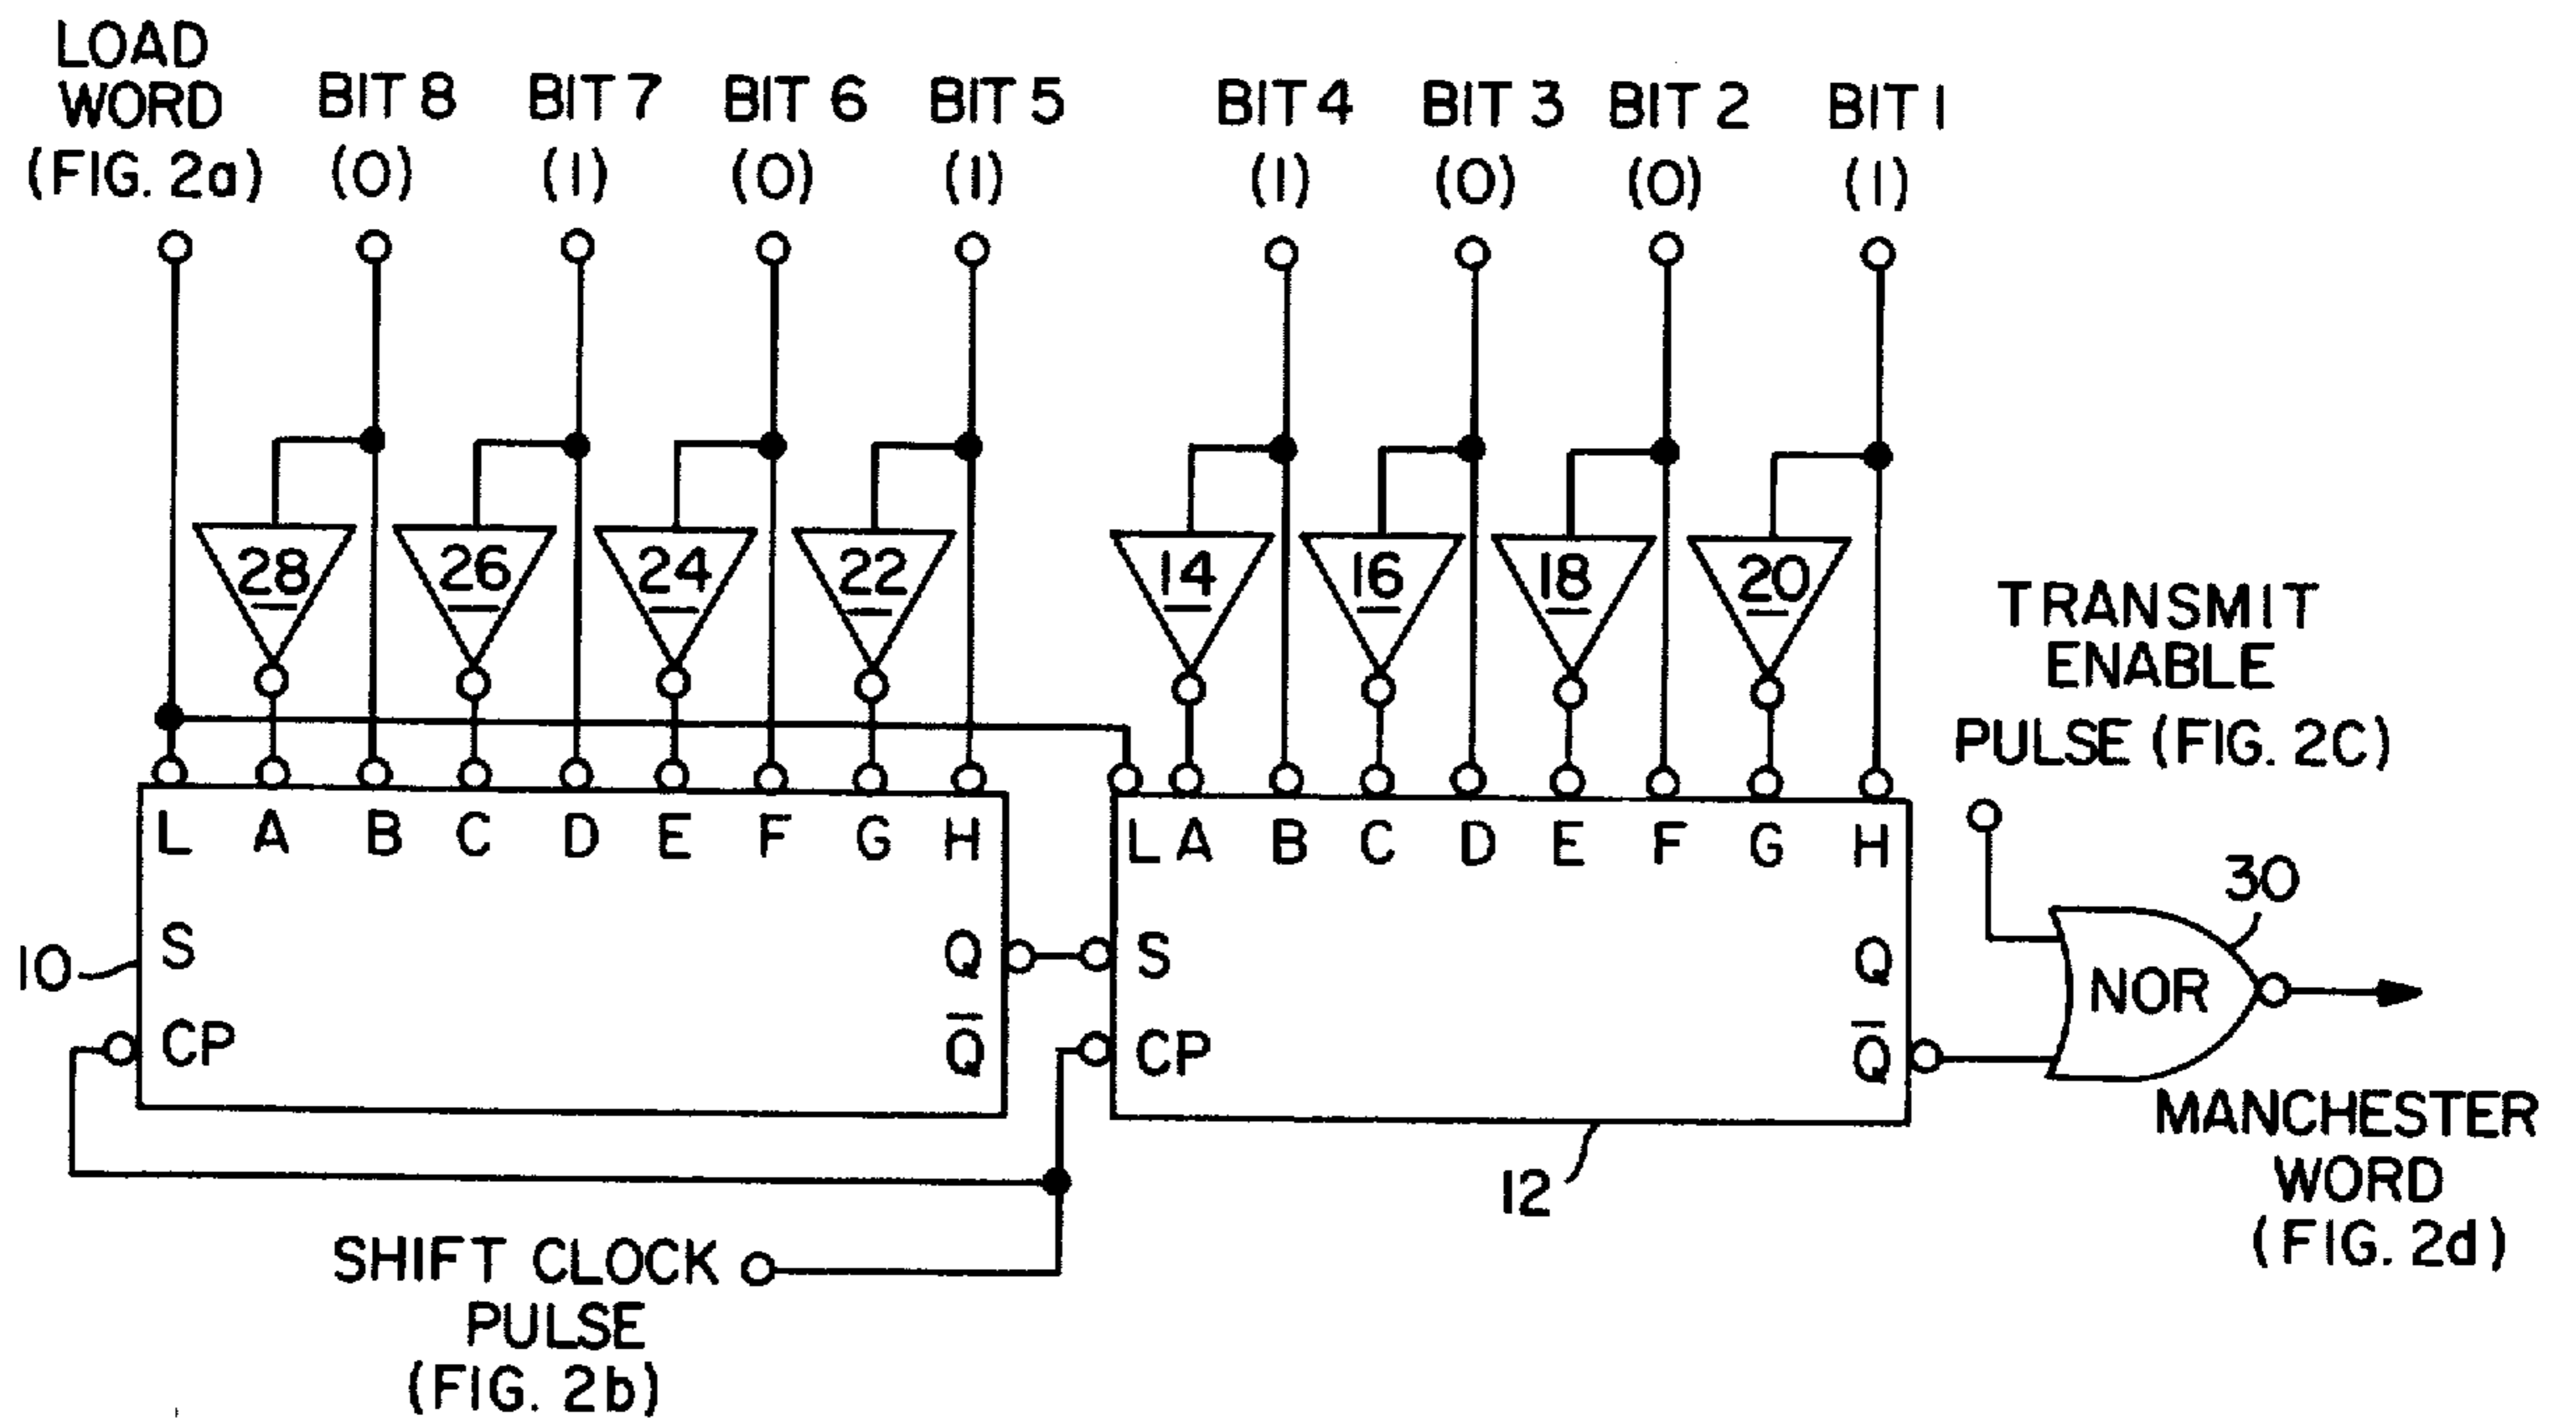 LOAD
WORD
(FIG. 2a)
BIT 8
(0)
BIT 7
(1)
BIT 6
(0)
BIT 5
(1)
BIT 4
(1)
BIT 3
(0)
BIT 2
(0)
BIT 1
(1)
28
26
24
22
14
16
18
20
TRANSMIT
ENABLE
PULSE (FIG. 2C)
L A B C D E F G H
L A B C D E F G H
30
10
S
Q
S
Q
NOR
CP
Q̅
CP
Q̅
MANCHESTER
WORD
(FIG. 2d)
12
SHIFT CLOCK
PULSE
(FIG. 2b)